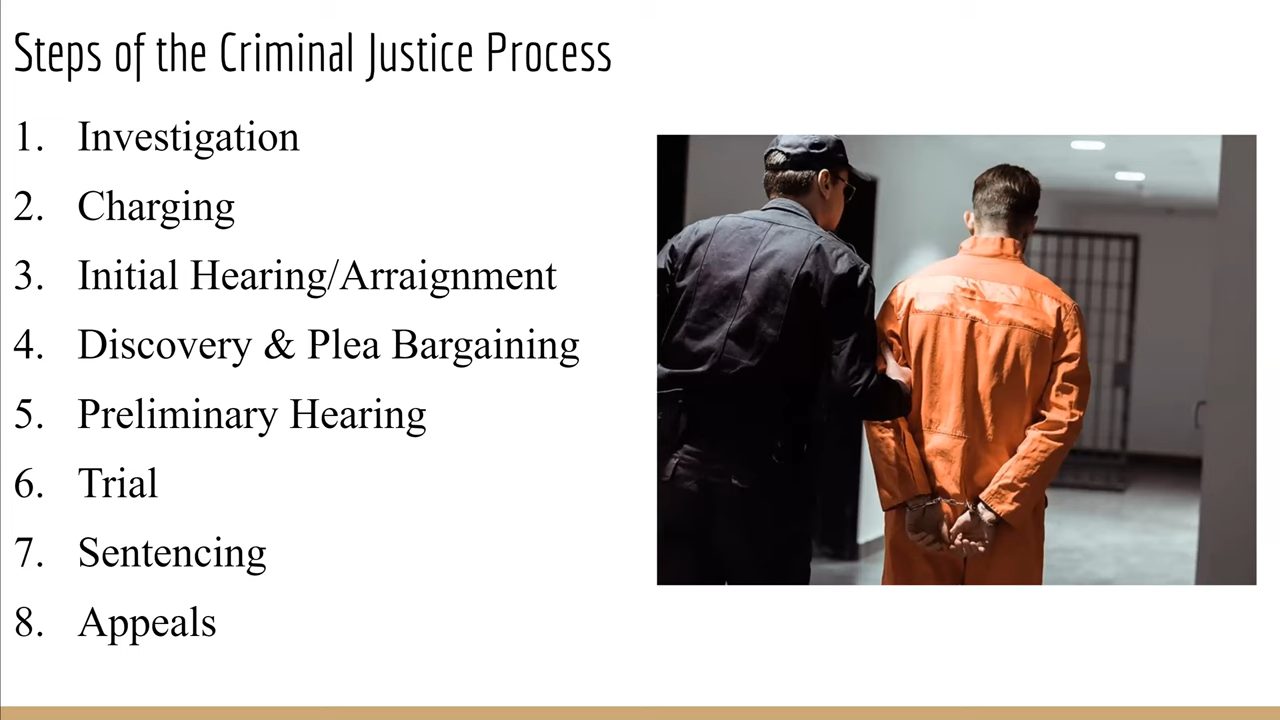 Steps of the Criminal Justice Process
1. Investigation
2. Charging
3. Initial Hearing/Arraignment
4. Discovery & Plea Bargaining
5. Preliminary Hearing
6. Trial
7. Sentencing
8. Appeals